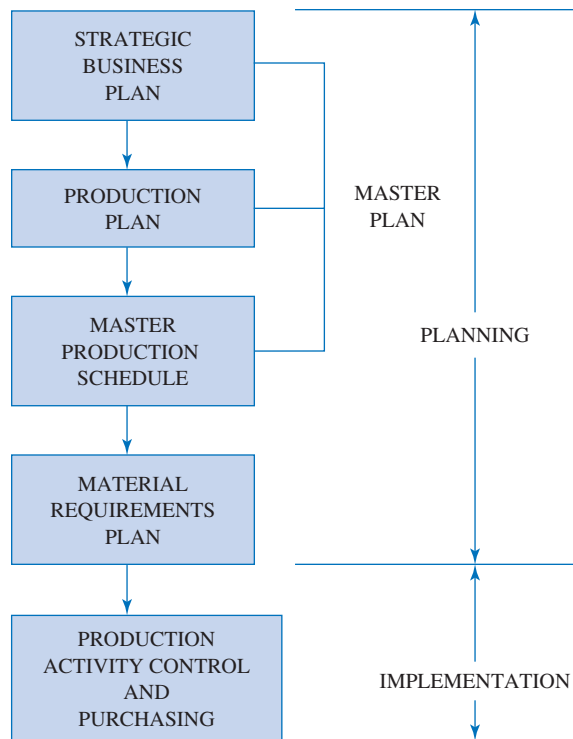 STRATEGIC
BUSINESS
PLAN
PRODUCTION
PLAN
MASTER
PLAN
MASTER
PRODUCTION
SCHEDULE
PLANNING
MATERIAL
REQUIREMENTS
PLAN
PRODUCTION
ACTIVITY CONTROL
AND
PURCHASING
IMPLEMENTATION